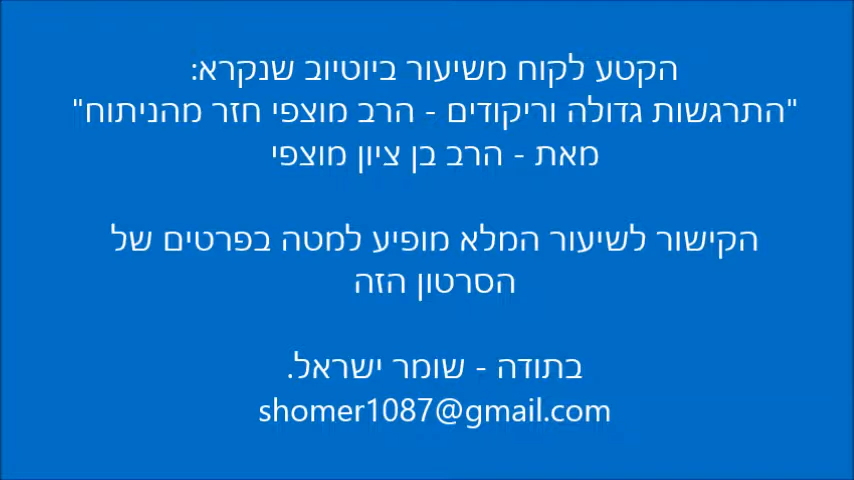 הקטע לקוח משיעור ביוטיוב שנקרא:
"התרגשות גדולה וריקודים - הרב מוצפי חזר מהניתוח"
מאת - הרב בן ציון מוצפי
הקישור לשיעור המלא מופיע למטה בפרטים של
הסרטון הזה
בתודה - שומר ישראל.
shomer1087@gmail.com